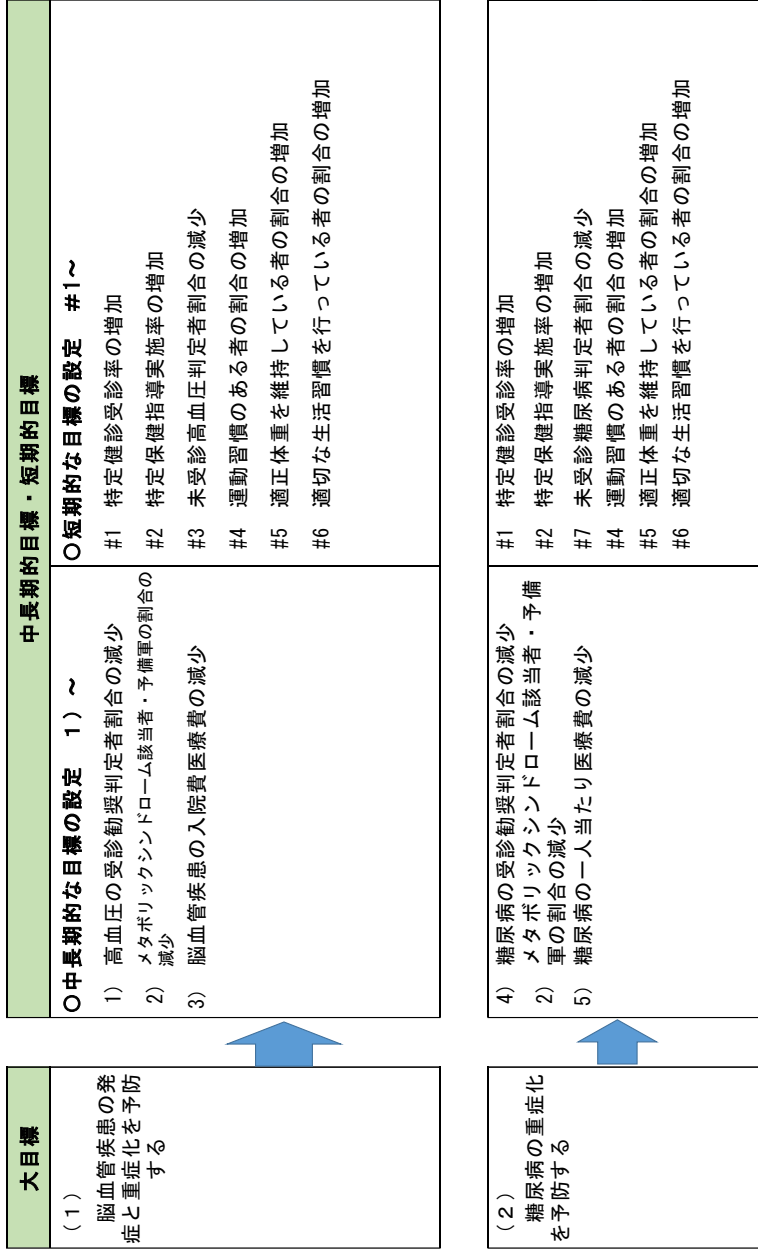 大目標
（１）
脳血管疾患の発
症と重症化を予防
する
（２）
糖尿病の重症化
を予防する
中長期的目標・短期的目標
〇中長期的な目標の設定　１）～
1) 高血圧の受診勧奨判定者割合の減少
2) メタボリックシンドローム該当者・予備軍の割合の
減少
3) 脳血管疾患の入院費医療費の減少
〇短期的な目標の設定　＃1～
#1 特定健診受診率の増加
#2 特定保健指導実施率の増加
#3 未受診高血圧判定者割合の減少
#4 運動習慣のある者の割合の増加
#5 適正体重を維持している者の割合の増加
#6 適切な生活習慣を行っている者の割合の増加
4) 糖尿病の受診勧奨判定者割合の減少
2) メタボリックシンドローム該当者・予備
軍の割合の減少
5) 糖尿病の一人当たり医療費の減少
#1 特定健診受診率の増加
#2 特定保健指導実施率の増加
#7 未受診糖尿病判定者割合の減少
#4 運動習慣のある者の割合の増加
#5 適正体重を維持している者の割合の増加
#6 適切な生活習慣を行っている者の割合の増加